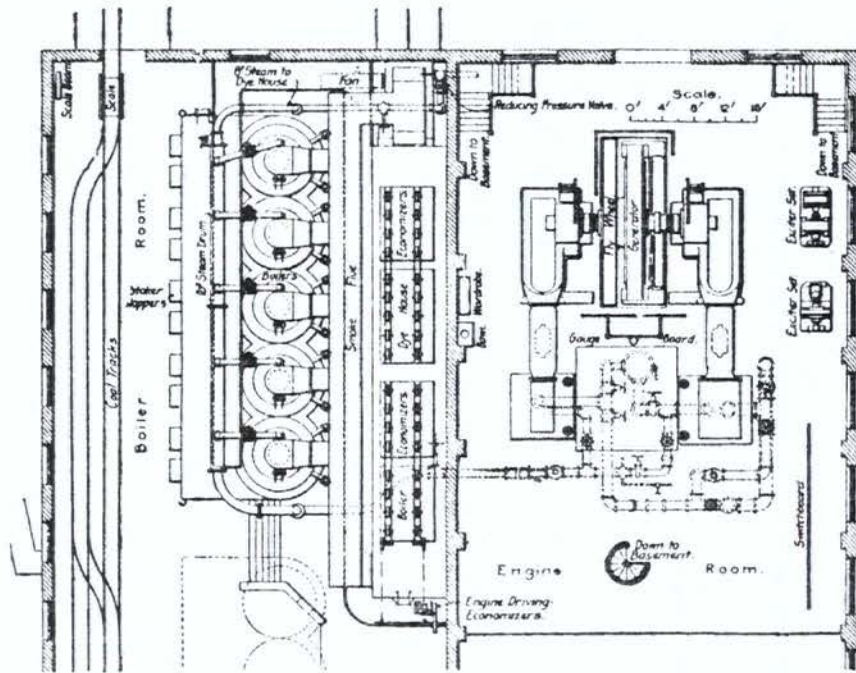 Scale Beam
Scale
8" Steam to
Dye House
Fan
Reducing Pressure Valve.
Scale.
0' 4' 8' 12' 16'
Down to
Basement
Down to
Basement.
Room.
Boiler
Stoker
Hoppers
Coal Tracks
Steam Drum
Boilers
Smoke Flue
Economizers
Dye House
Economizers
Boiler
Wardrobe.
Fly Wheel
Generator
Exciter Set.
Exciter Set
Gauge Board.
Switchboard
Down to
Basement.
Engine Room.
Engine Driving
Economizers.